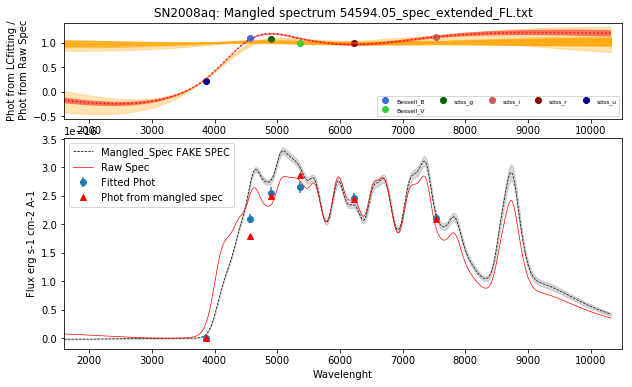 SN2008aq: Mangled spectrum 54594.05_spec_extended_FL.txt
Phot from LCfitting /
Phot from Raw Spec
1.0
0.5
0.0
−0.5
Bessell_B
Bessell_V
sdss_g
sdss_i
sdss_r
sdss_u
2000 3000 4000 5000 6000 7000 8000 9000 10000
1e−16
Flux erg s-1 cm-2 A-1
3.5
3.0
2.5
2.0
1.5
1.0
0.5
0.0
Mangled_Spec FAKE SPEC
Raw Spec
Fitted Phot
Phot from mangled spec
2000 3000 4000 5000 6000 7000 8000 9000 10000
Wavelenght